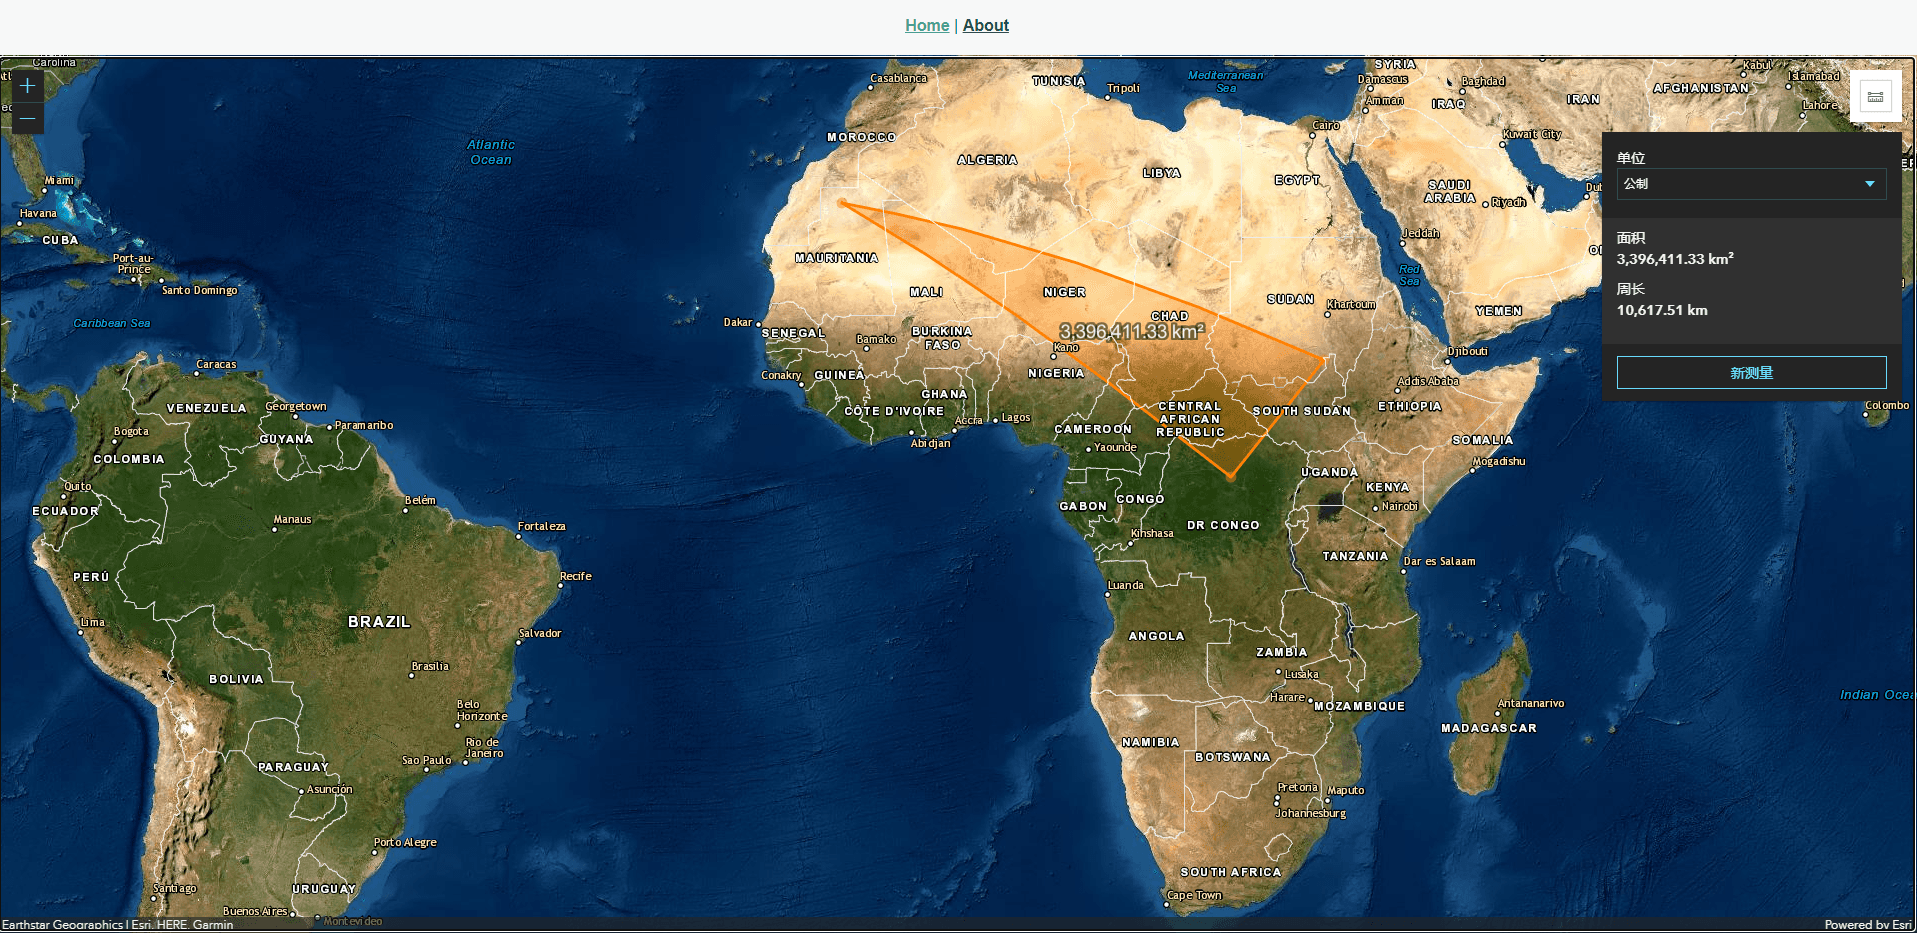 Home | About
Carolina
Miami
Havana
CUBA
Port-au-
Prince
Santo Domingo
Caribbean Sea
Atlantic
Ocean
Caracas
VENEZUELA
Georgetown
Paramaribo
GUYANA
Bogota
COLOMBIA
Quito
ECUADOR
Belém
Manaus
Fortaleza
PERÚ
Recife
Lima
BRAZIL
Salvador
Brasilia
BOLIVIA
Belo
Horizonte
Rio de
Janeiro
Sao Paulo
PARAGUAY
Asunción
Porto Alegre
Santiago
URUGUAY
Buenos Aires
Montevideo
Casablanca
TUNISIA
Tripoli
Mediterranean
Sea
MOROCCO
ALGERIA
LIBYA
Cairo
EGYPT
SYRIA
Damascus
Amman
Baghdad
IRAQ
IRAN
Kabul
AFGHANISTAN
Islamabad
Lahore
Kuwait City
SAUDI
ARABIA
Riyadh
Dub
Jeddah
Red
Sea
YEMEN
MAURITANIA
MALI
NIGER
CHAD
SUDAN
Khartoum
3,396,411.33 km²
Dakar
SENEGAL
Bamako
BURKINA
FASO
Kano
NIGERIA
Conakry
GUINEA
GHANA
CÔTE D'IVOIRE
Accra
Lagos
Abidjan
CAMEROON
Yaounde
CENTRAL
AFRICAN
REPUBLIC
SOUTH SUDAN
Djibouti
Addis Ababa
ETHIOPIA
SOMALIA
Mogadishu
UGANDA
KENYA
Nairobi
GABON
CONGO
DR CONGO
Kinshasa
TANZANIA
Dar es Salaam
Luanda
ANGOLA
ZAMBIA
Lusaka
Harare
MOZAMBIQUE
Antananarivo
MADAGASCAR
NAMIBIA
BOTSWANA
Pretoria
Maputo
Johannesburg
SOUTH AFRICA
Cape Town
Colombo
Indian Ocea
单位
公制
面积
3,396,411.33 km²
周长
10,617.51 km
新测量
Earthstar Geographics | Esri, HERE, Garmin
Powered by Esri